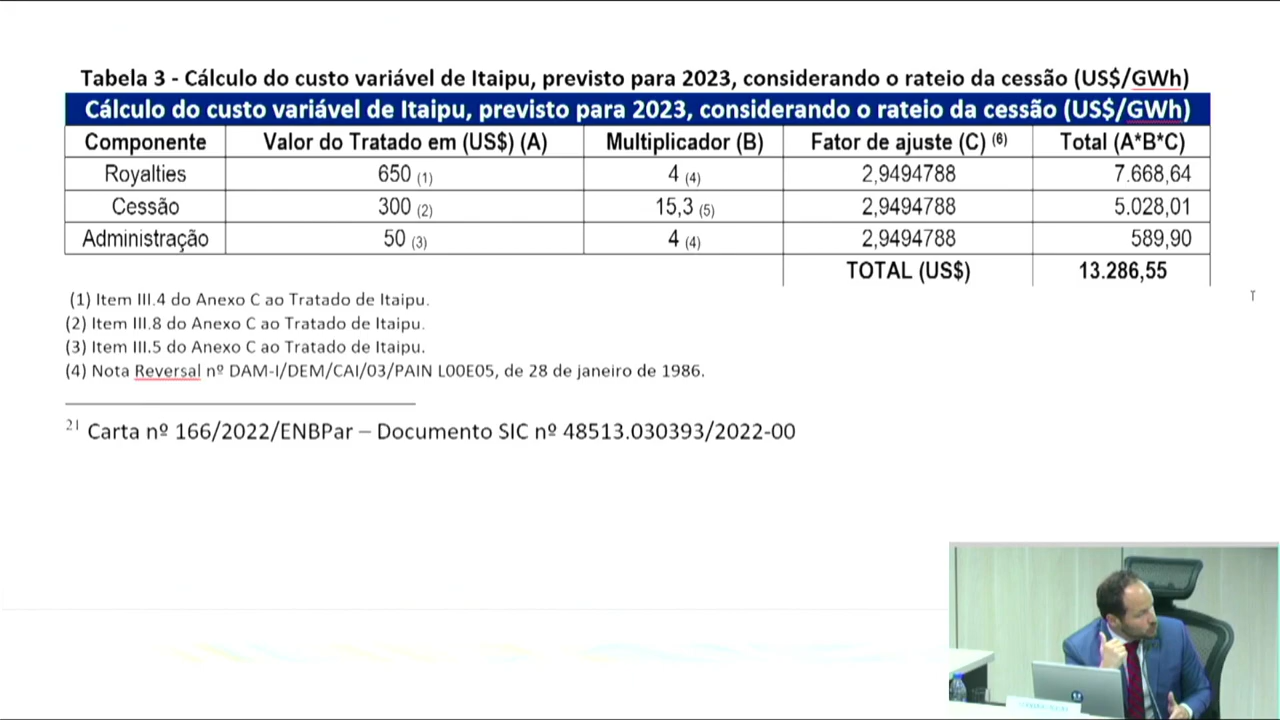 Tabela 3 - Cálculo do custo variável de Itaipu, previsto para 2023, considerando o rateio da cessão (US$/GWh)
Cálculo do custo variável de Itaipu, previsto para 2023, considerando o rateio da cessão (US$/GWh)
Componente Valor do Tratado em (US$) (A) Multiplicador (B) Fator de ajuste (C) (6) Total (A*B*C)
Royalties 650 (1) 4 (4) 2,9494788 7.668,64
Cessão 300 (2) 15,3 (5) 2,9494788 5.028,01
Administração 50 (3) 4 (4) 2,9494788 589,90
TOTAL (US$) 13.286,55
(1) Item III.4 do Anexo C ao Tratado de Itaipu.
(2) Item III.8 do Anexo C ao Tratado de Itaipu.
(3) Item III.5 do Anexo C ao Tratado de Itaipu.
(4) Nota Reversal nº DAM-I/DEM/CAI/03/PAIN L00E05, de 28 de janeiro de 1986.
21 Carta nº 166/2022/ENBPar – Documento SIC nº 48513.030393/2022-00